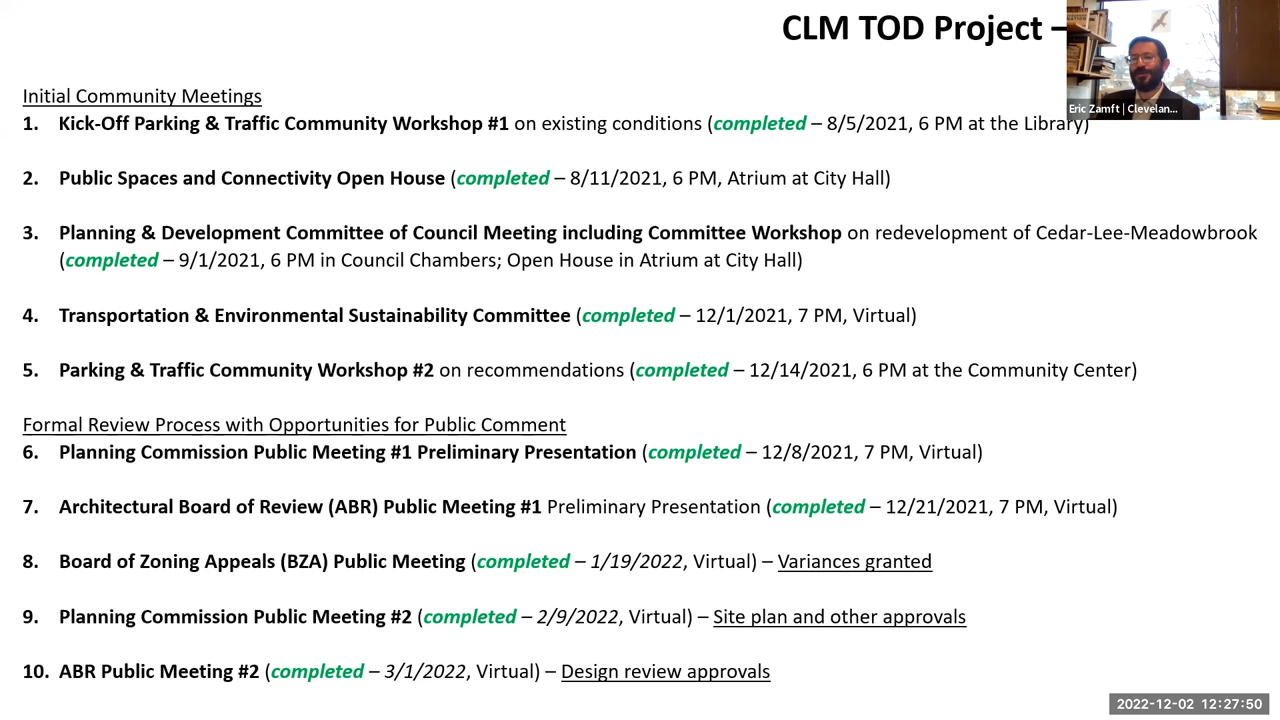 CLM TOD Project –
Eric Zamft | Clevelan...
Initial Community Meetings
1. Kick-Off Parking & Traffic Community Workshop #1 on existing conditions (completed – 8/5/2021, 6 PM at the Library)
2. Public Spaces and Connectivity Open House (completed – 8/11/2021, 6 PM, Atrium at City Hall)
3. Planning & Development Committee of Council Meeting including Committee Workshop on redevelopment of Cedar-Lee-Meadowbrook
(completed – 9/1/2021, 6 PM in Council Chambers; Open House in Atrium at City Hall)
4. Transportation & Environmental Sustainability Committee (completed – 12/1/2021, 7 PM, Virtual)
5. Parking & Traffic Community Workshop #2 on recommendations (completed – 12/14/2021, 6 PM at the Community Center)
Formal Review Process with Opportunities for Public Comment
6. Planning Commission Public Meeting #1 Preliminary Presentation (completed – 12/8/2021, 7 PM, Virtual)
7. Architectural Board of Review (ABR) Public Meeting #1 Preliminary Presentation (completed – 12/21/2021, 7 PM, Virtual)
8. Board of Zoning Appeals (BZA) Public Meeting (completed – 1/19/2022, Virtual) – Variances granted
9. Planning Commission Public Meeting #2 (completed – 2/9/2022, Virtual) – Site plan and other approvals
10. ABR Public Meeting #2 (completed – 3/1/2022, Virtual) – Design review approvals
2022-12-02 12:27:50